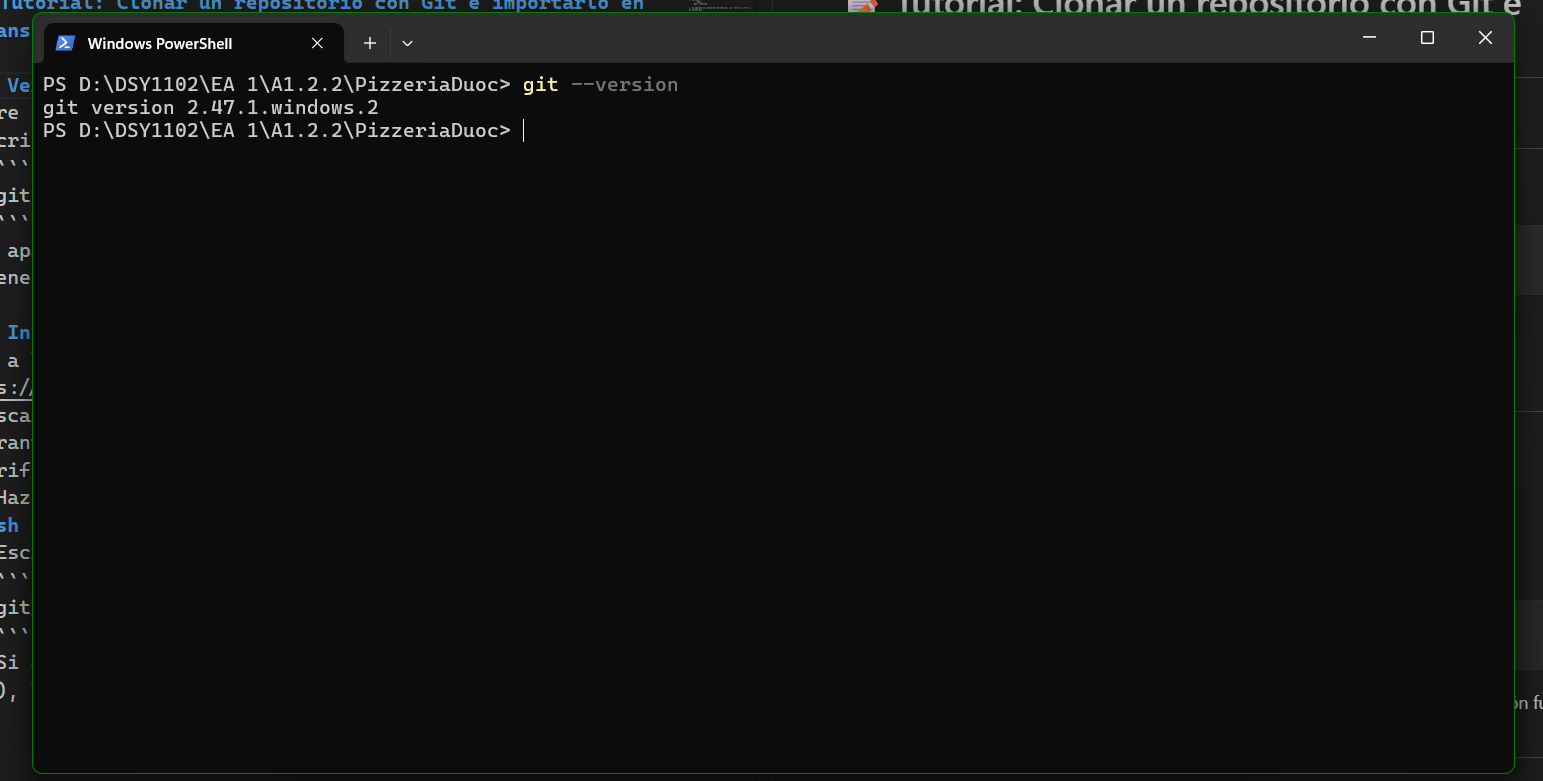 Tutorial: Clonar un repositorio con Git e importarlo en
Tutorial: Clonar un repositorio con Git e
Windows PowerShell
PS D:\DSY1102\EA 1\A1.2.2\PizzeriaDuoc> git --version
git version 2.47.1.windows.2
PS D:\DSY1102\EA 1\A1.2.2\PizzeriaDuoc>
ans
Ve
re
cri
```
git
```
ap
ene
In
a
s://
sca
ran
rif
Haz
sh
Esc
```
git
```
Si
),
ón fu